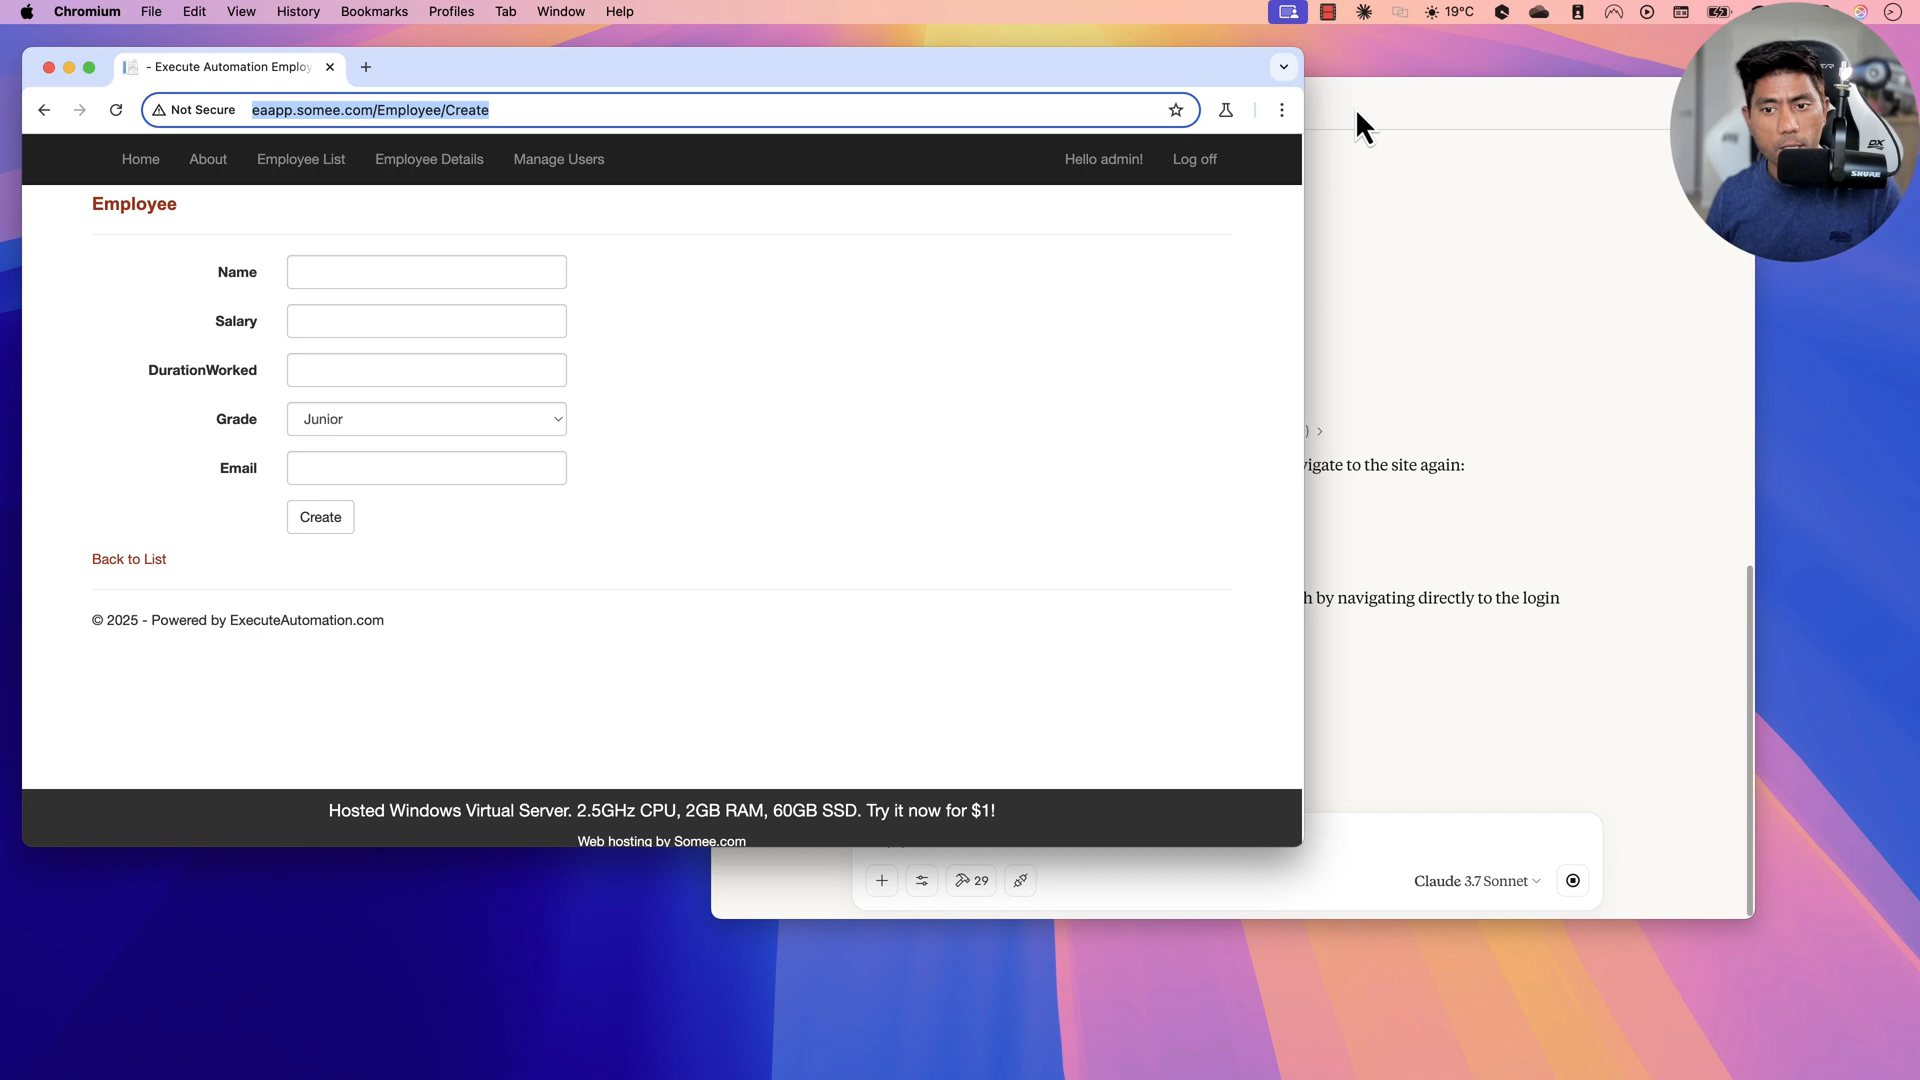 Chromium File Edit View History Bookmarks Profiles Tab Window Help
19°C
- Execute Automation Employ
Not Secure eaapp.somee.com/Employee/Create
Home About Employee List Employee Details Manage Users Hello admin! Log off
Employee
Name
Salary
DurationWorked
Grade Junior
Email
Create
Back to List
© 2025 - Powered by ExecuteAutomation.com
Hosted Windows Virtual Server. 2.5GHz CPU, 2GB RAM, 60GB SSD. Try it now for $1!
Web hosting by Somee.com
vigate to the site again:
h by navigating directly to the login
29
Claude 3.7 Sonnet
DX
SHURE